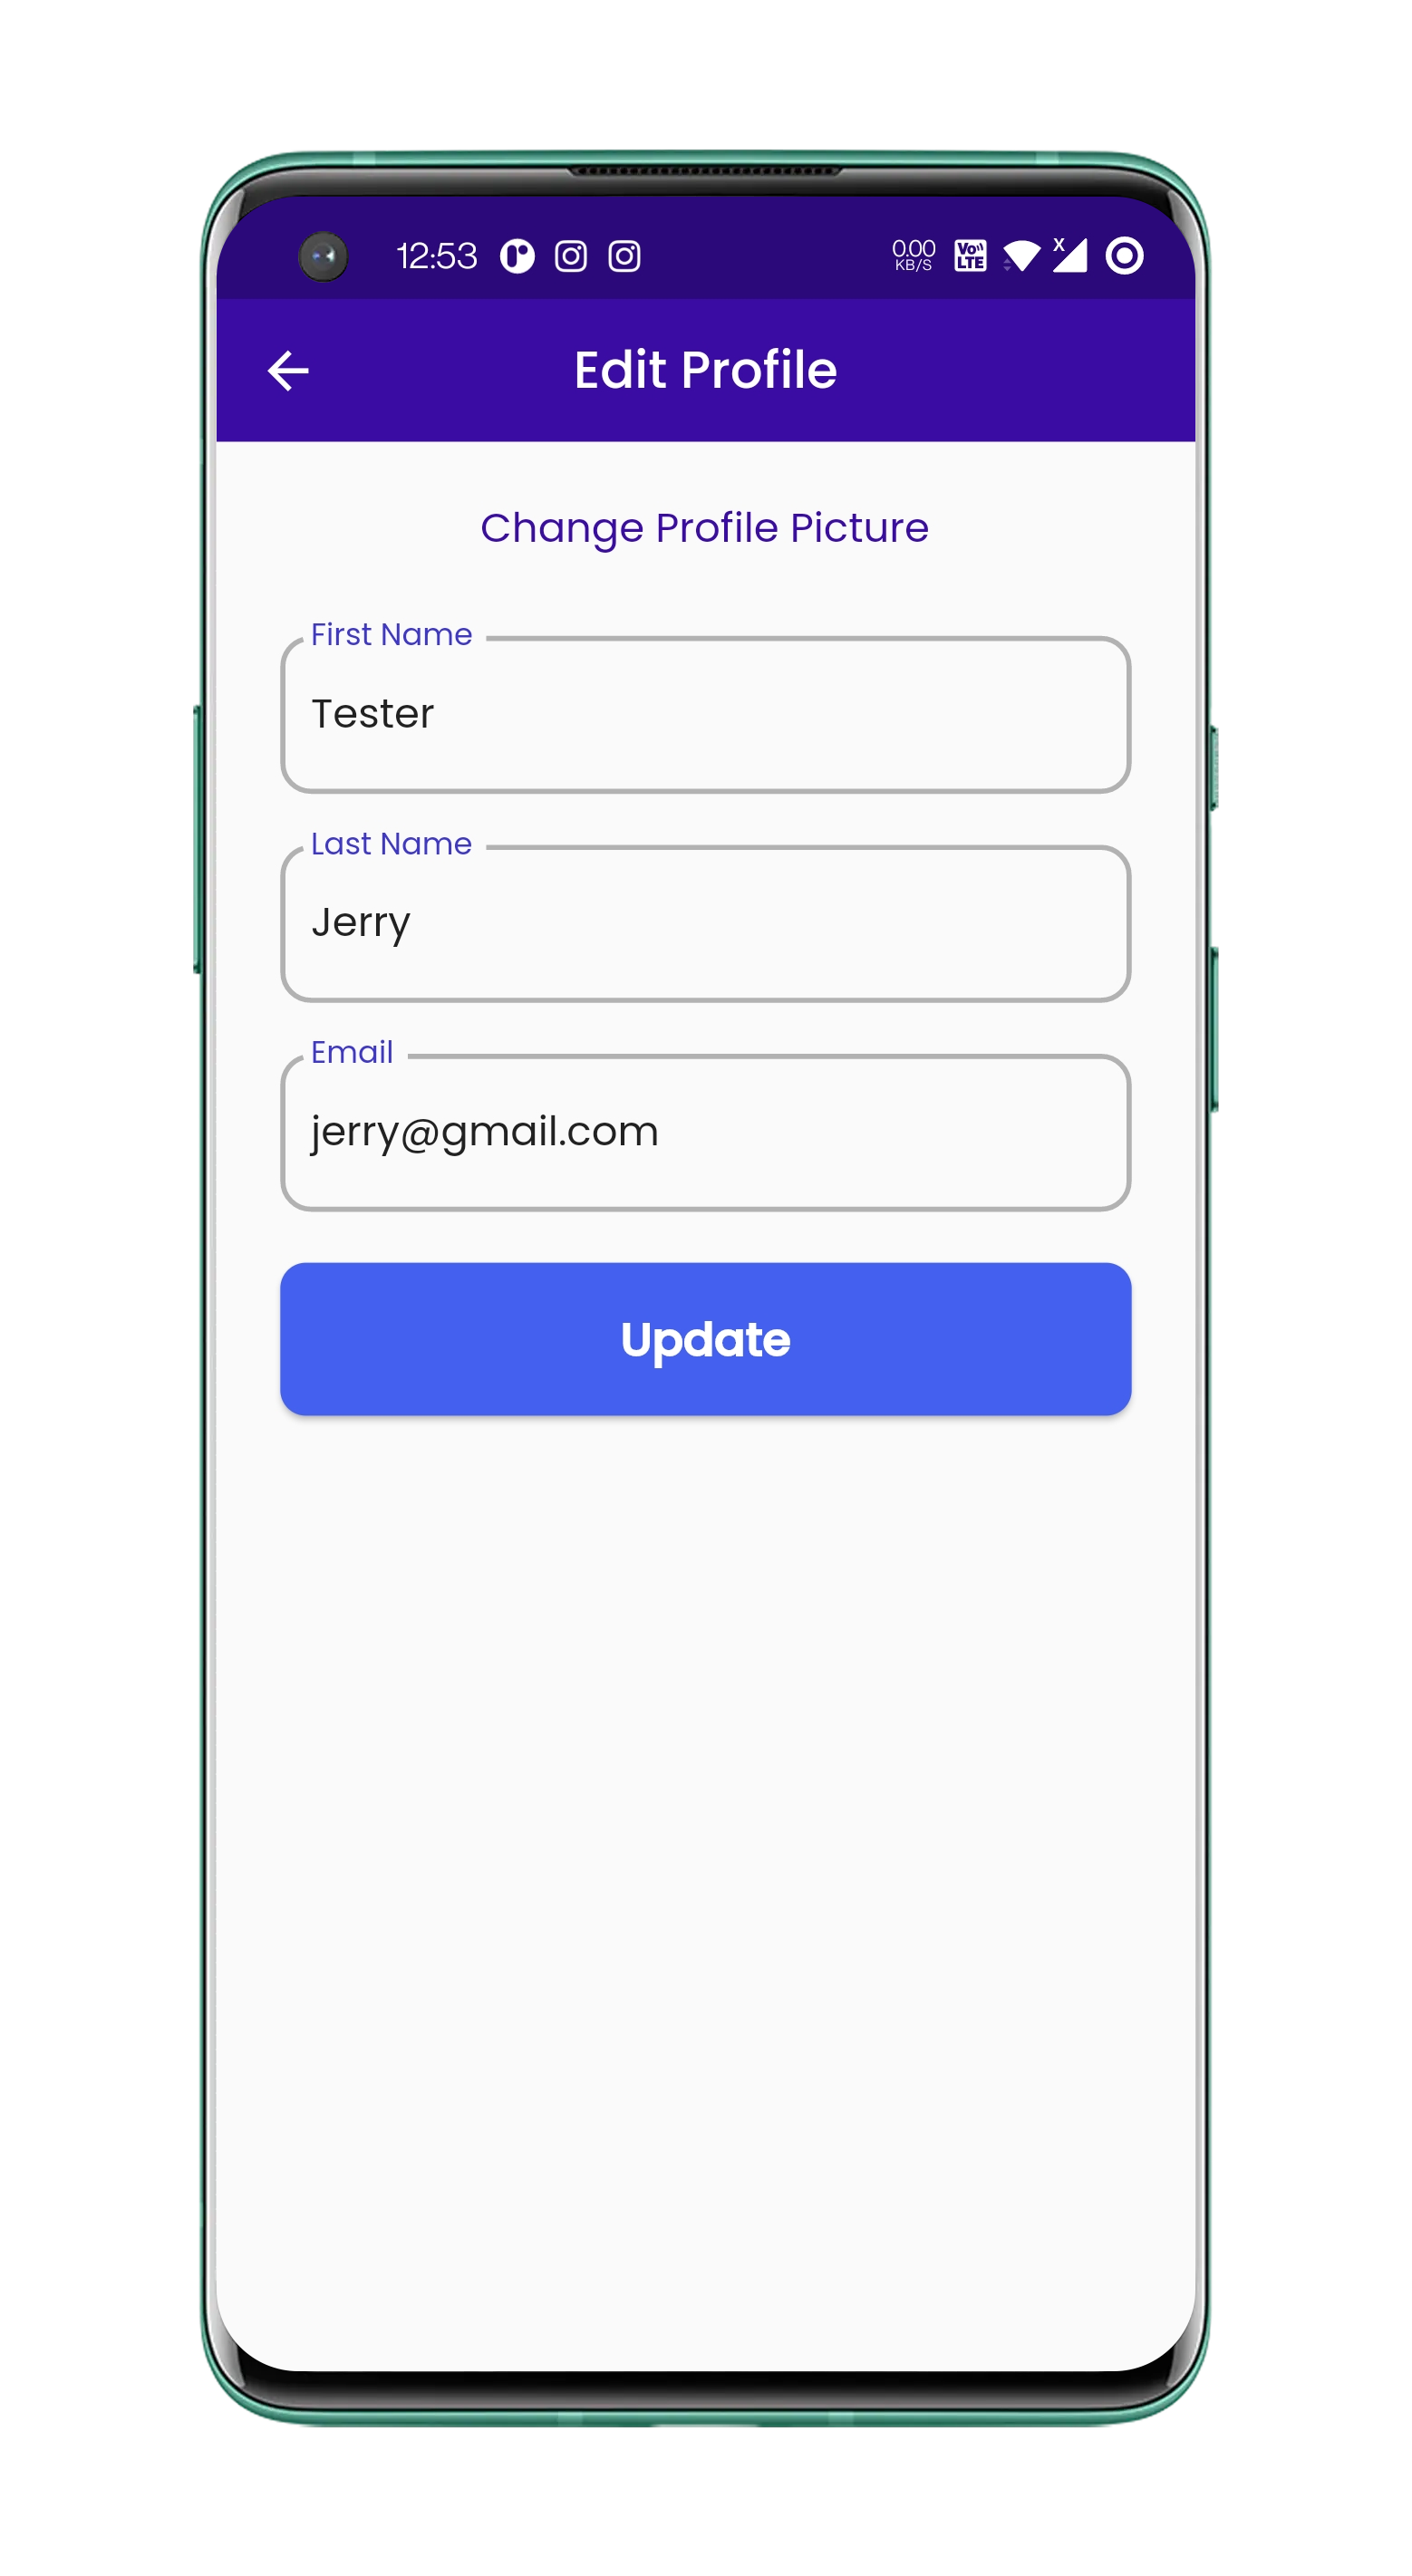 12:53 0.00 KB/S Vo LTE X
Edit Profile
Change Profile Picture
First Name
Tester
Last Name
Jerry
Email
jerry@gmail.com
Update